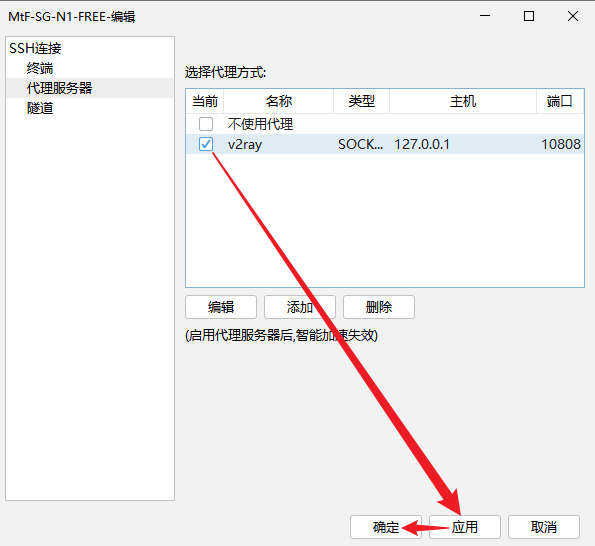 MtF-SG-N1-FREE-编辑
SSH连接
终端
代理服务器
隧道
选择代理方式:
当前 名称 类型 主机 端口
不使用代理
v2ray SOCK... 127.0.0.1 10808
编辑 添加 删除
(启用代理服务器后,智能加速失效)
确定 应用 取消